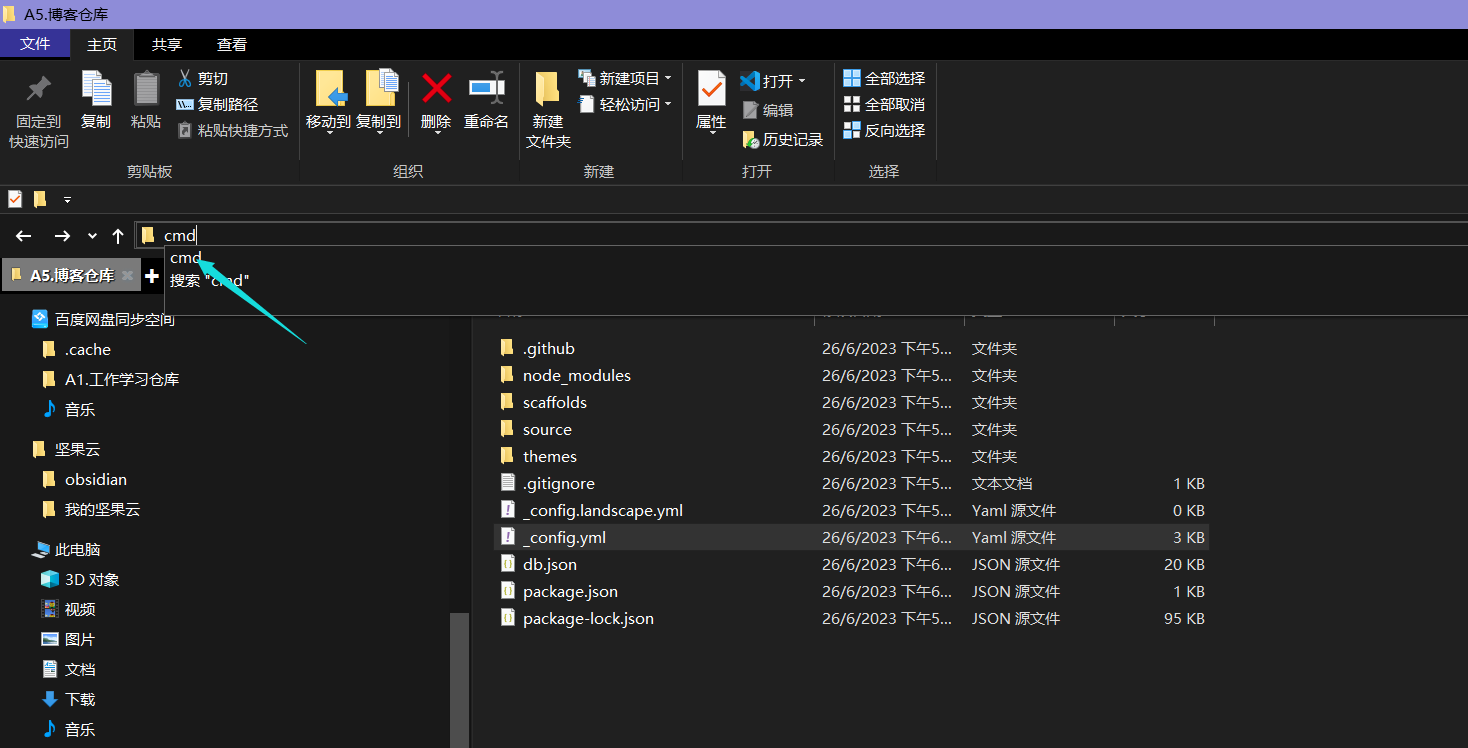 A5.博客仓库
文件 主页 共享 查看
固定到快速访问
复制
粘贴
剪切
复制路径
粘贴快捷方式
剪贴板
移动到
复制到
删除
重命名
组织
新建文件夹
新建项目
轻松访问
新建
属性
打开
编辑
历史记录
打开
全部选择
全部取消
反向选择
选择
cmd
cmd
搜索 "cmd"
A5.博客仓库
百度网盘同步空间
.cache
A1.工作学习仓库
音乐
坚果云
obsidian
我的坚果云
此电脑
3D 对象
视频
图片
文档
下载
音乐
.github 26/6/2023 下午5... 文件夹
node_modules 26/6/2023 下午5... 文件夹
scaffolds 26/6/2023 下午5... 文件夹
source 26/6/2023 下午5... 文件夹
themes 26/6/2023 下午5... 文件夹
.gitignore 26/6/2023 下午5... 文本文档 1 KB
_config.landscape.yml 26/6/2023 下午5... Yaml 源文件 0 KB
_config.yml 26/6/2023 下午6... Yaml 源文件 3 KB
db.json 26/6/2023 下午6... JSON 源文件 20 KB
package.json 26/6/2023 下午6... JSON 源文件 1 KB
package-lock.json 26/6/2023 下午5... JSON 源文件 95 KB